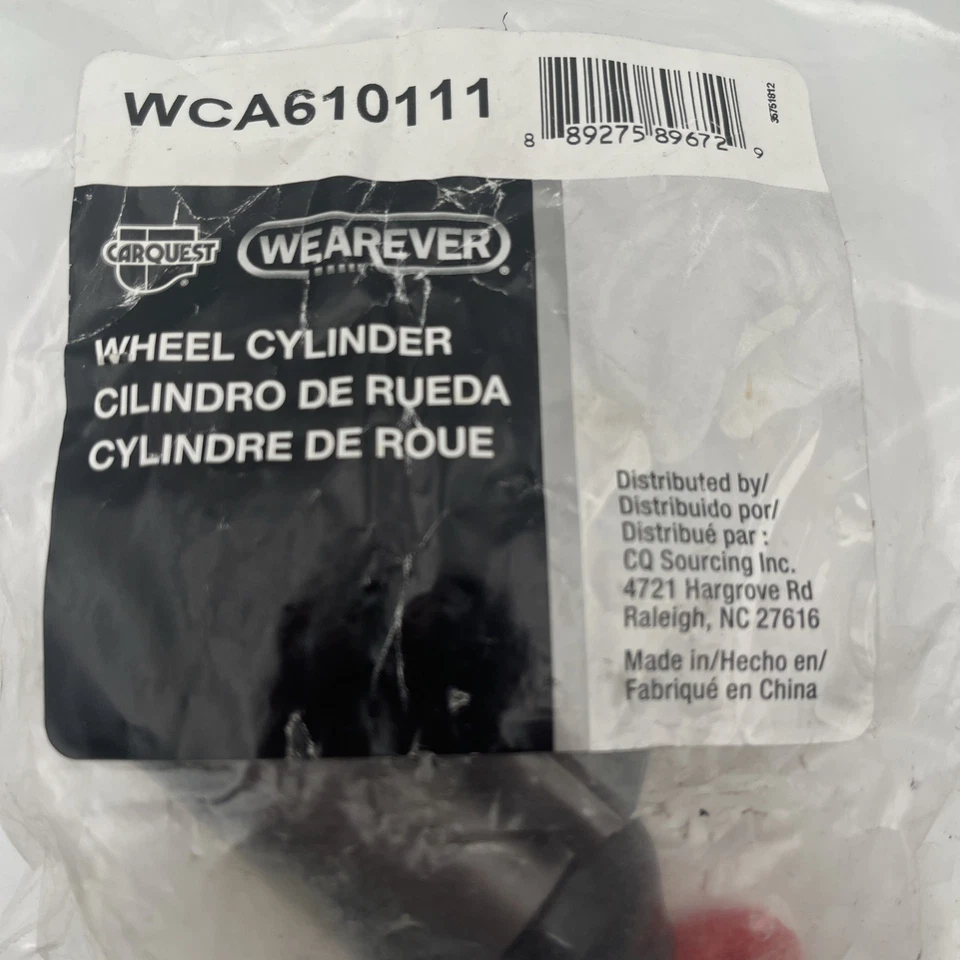 WCA610111
8 89275 89672 9
35751812
CARQUEST
WEAREVER
WHEEL CYLINDER
CILINDRO DE RUEDA
CYLINDRE DE ROUE
Distributed by/
Distribuido por/
Distribué par :
CQ Sourcing Inc.
4721 Hargrove Rd
Raleigh, NC 27616
Made in/Hecho en/
Fabriqué en China